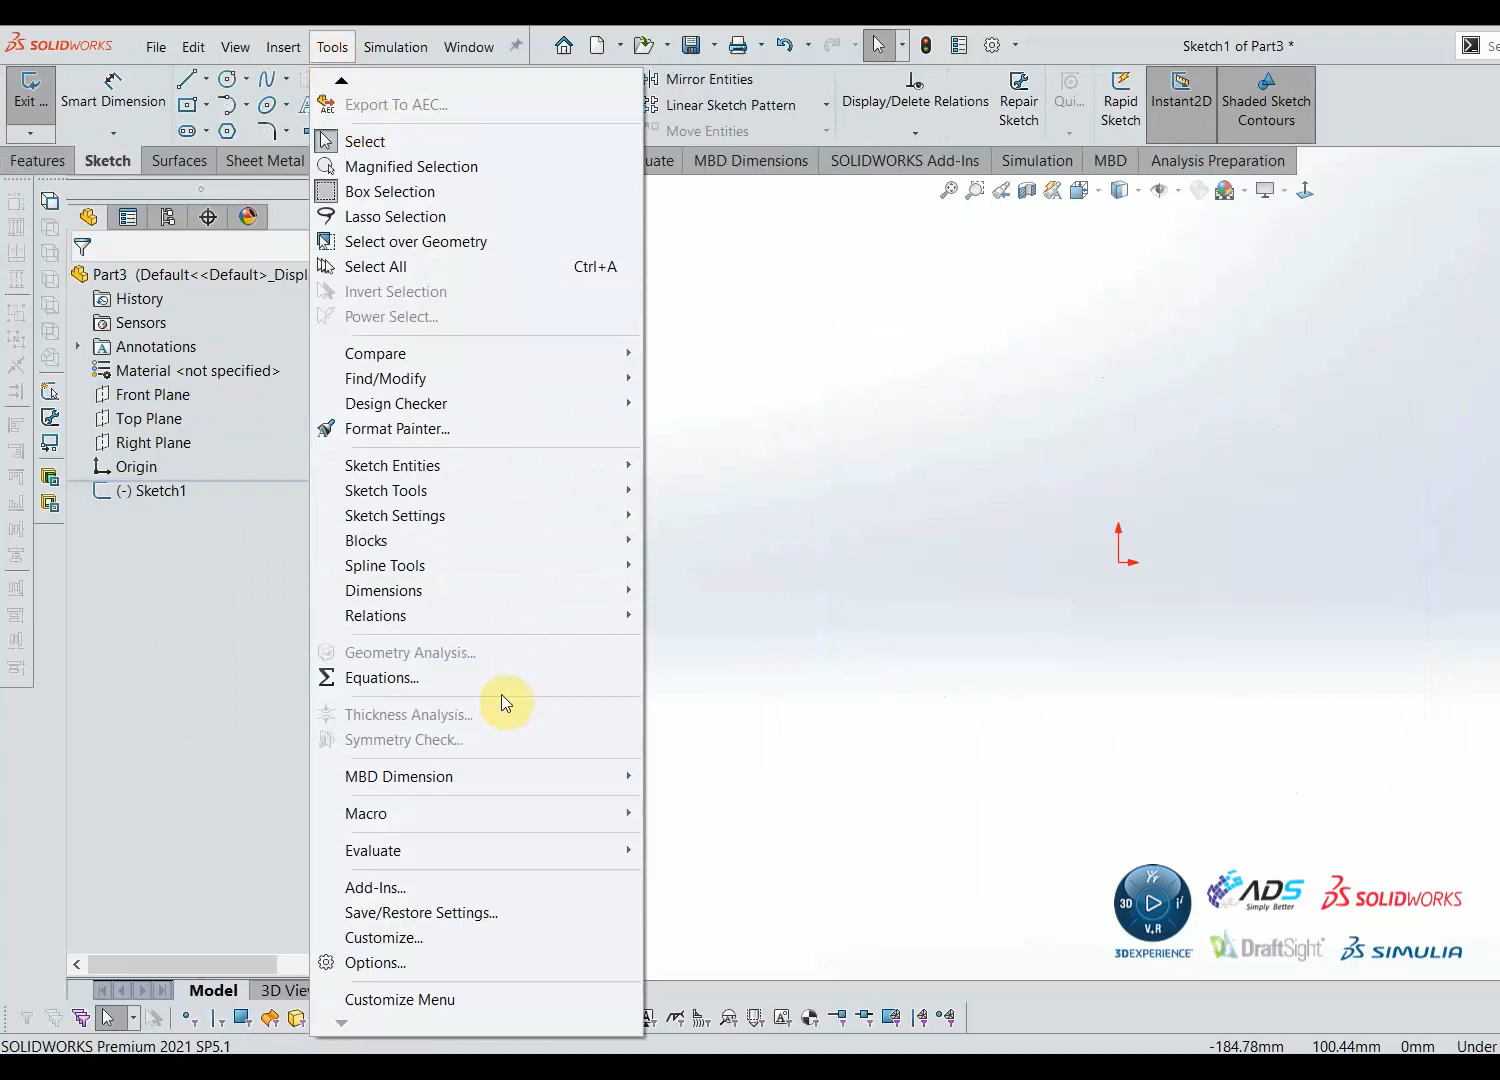 SOLIDWORKS File Edit View Insert Tools Simulation Window Sketch1 of Part3 *
Exit ... Smart Dimension
Mirror Entities
Linear Sketch Pattern
Move Entities
Display/Delete Relations
Repair
Sketch
Qui...
Rapid
Sketch
Instant2D
Shaded Sketch
Contours
Features Sketch Surfaces Sheet Metal uate MBD Dimensions SOLIDWORKS Add-Ins Simulation MBD Analysis Preparation
Part3 (Default<<Default>_Displ
History
Sensors
Annotations
Material <not specified>
Front Plane
Top Plane
Right Plane
Origin
(-) Sketch1
Export To AEC...
Select
Magnified Selection
Box Selection
Lasso Selection
Select over Geometry
Select All Ctrl+A
Invert Selection
Power Select...
Compare
Find/Modify
Design Checker
Format Painter...
Sketch Entities
Sketch Tools
Sketch Settings
Blocks
Spline Tools
Dimensions
Relations
Geometry Analysis...
Equations...
Thickness Analysis...
Symmetry Check...
MBD Dimension
Macro
Evaluate
Add-Ins...
Save/Restore Settings...
Customize...
Options...
Customize Menu
3D V.R
3DEXPERIENCE
ADS
Simply Better
SOLIDWORKS
DraftSight
SIMULIA
Model 3D Vie
SOLIDWORKS Premium 2021 SP5.1 -184.78mm 100.44mm 0mm Under